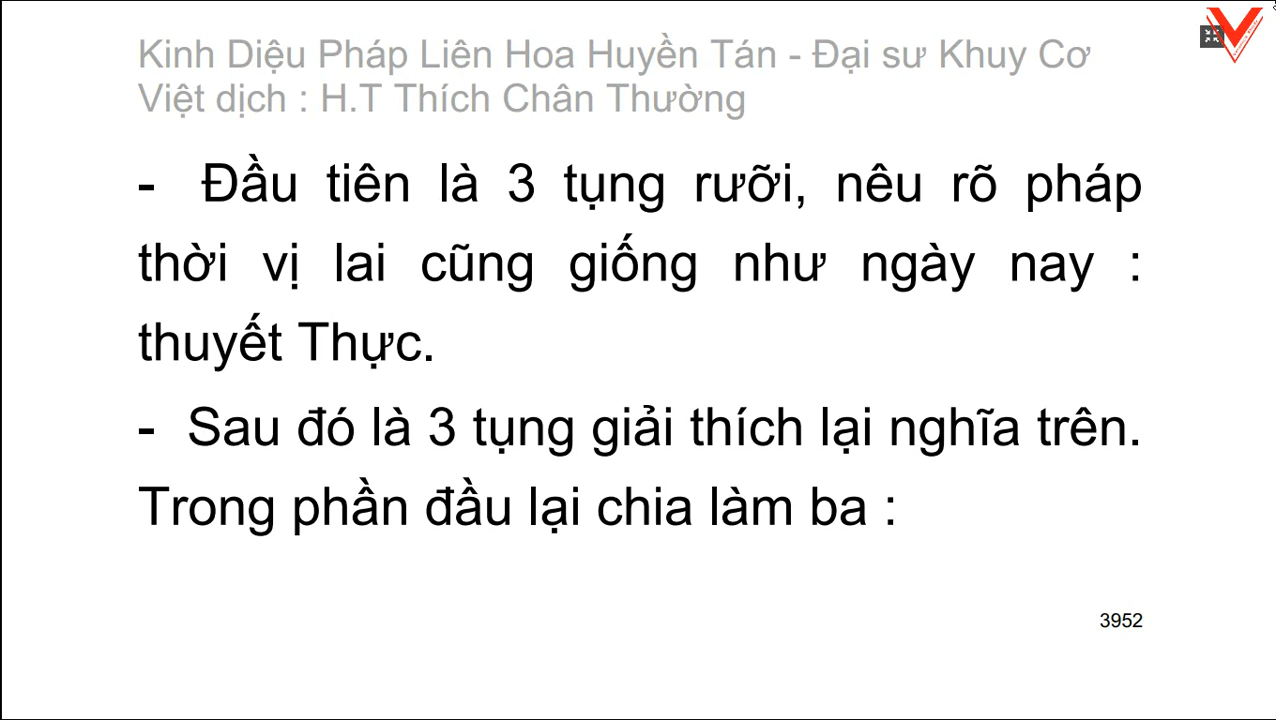 Kinh Diệu Pháp Liên Hoa Huyền Tán - Đại sư Khuy Cơ
Việt dịch : H.T Thích Chân Thường
- Đầu tiên là 3 tụng rưỡi, nêu rõ pháp
thời vị lai cũng giống như ngày nay :
thuyết Thực.
- Sau đó là 3 tụng giải thích lại nghĩa trên.
Trong phần đầu lại chia làm ba :
3952